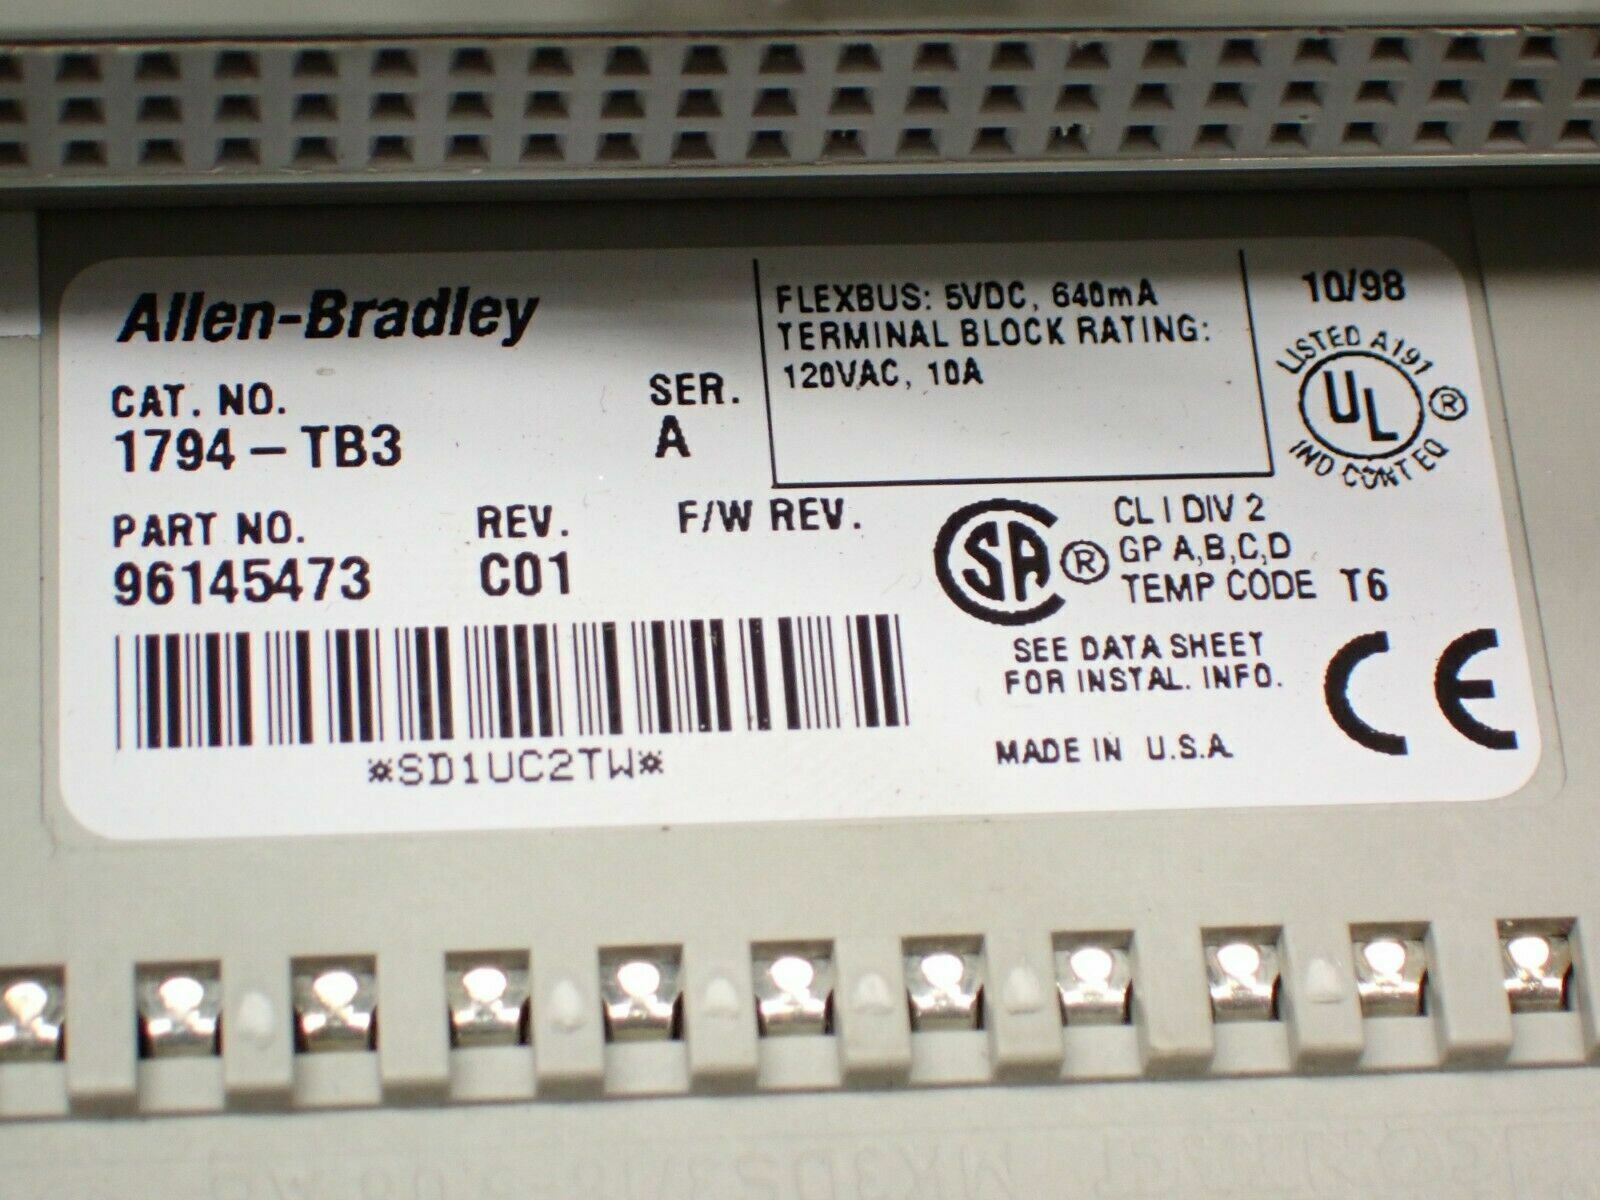 Allen-Bradley
CAT. NO.
1794-TB3
SER.
A
PART NO.
96145473
REV.
C01
F/W REV.
*SD1UC2TW*
FLEXBUS: 5VDC, 640mA
TERMINAL BLOCK RATING:
120VAC, 10A
10/98
LISTED A191
UL ®
IND CONT EQ
SA ®
CL I DIV 2
GP A,B,C,D
TEMP CODE T6
SEE DATA SHEET
FOR INSTAL. INFO.
CE
MADE IN U.S.A.